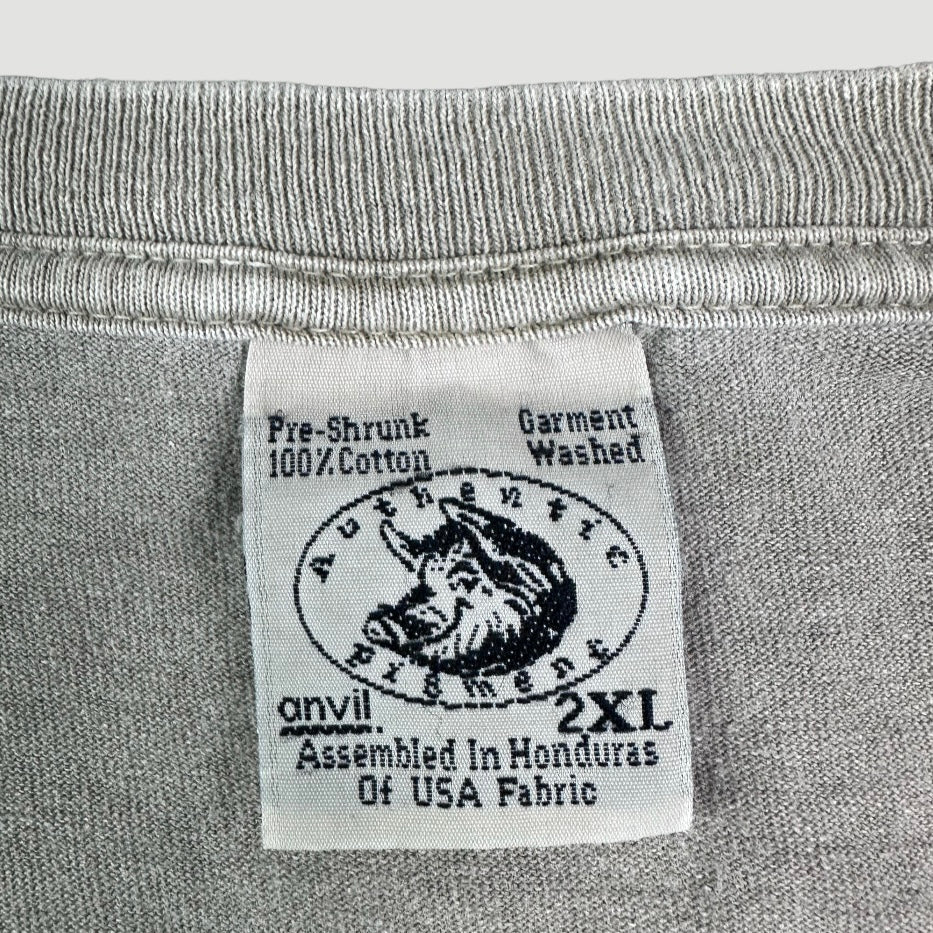 Pre-Shrunk
100% Cotton
Garment
Washed
Authentic
Pigment
anvil.
2XL
Assembled In Honduras
Of USA Fabric